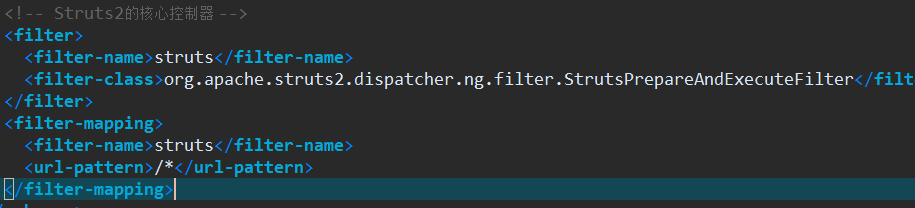 <!-- Struts2的核心控制器 -->
<filter>
<filter-name>struts</filter-name>
<filter-class>org.apache.struts2.dispatcher.ng.filter.StrutsPrepareAndExecuteFilter</filt
</filter>
<filter-mapping>
<filter-name>struts</filter-name>
<url-pattern>/*</url-pattern>
</filter-mapping>